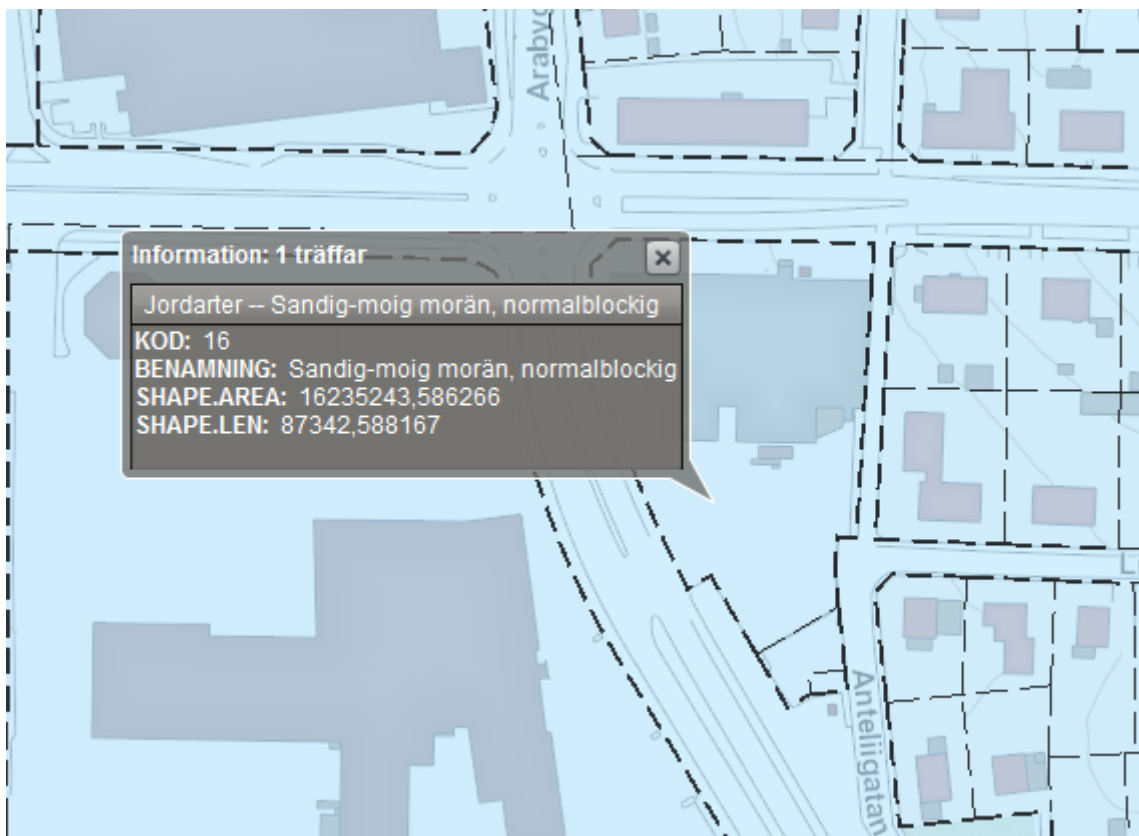 Arabyg
Information: 1 träffar
Jordarter -- Sandig-moig morän, normalblockig
KOD: 16
BENAMNING: Sandig-moig morän, normalblockig
SHAPE.AREA: 16235243,586266
SHAPE.LEN: 87342,588167
L
Anteliigatan